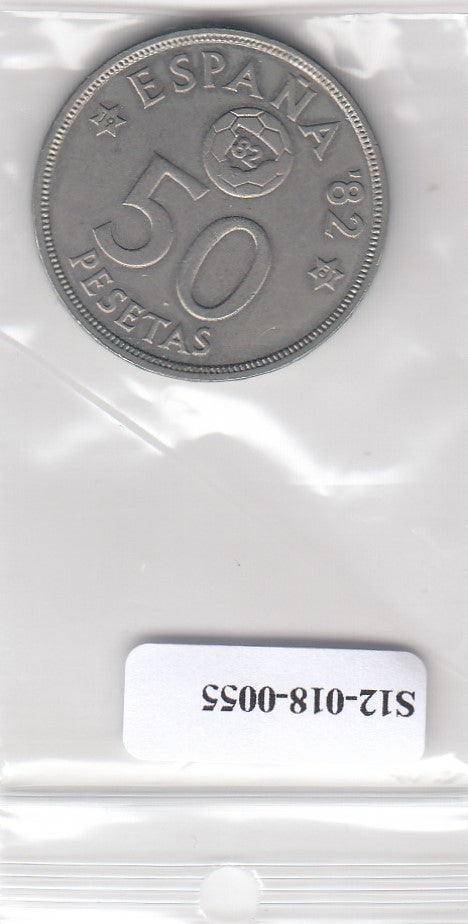 ESPAÑA '82
82
50
PESETAS
S12-018-0055